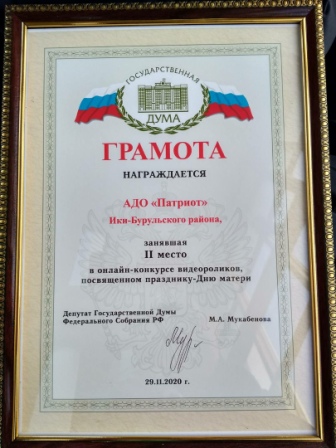 ГОСУДАРСТВЕННАЯ
ДУМА
ГРАМОТА
НАГРАЖДАЕТСЯ
АДО «Патриот»
Ики-Бурульского района,
занявшая
II место
в онлайн-конкурсе видеороликов,
посвященном празднику-Дню матери
Депутат Государственной Думы
Федерального Собрания РФ
М.А. Мукабенова
29.11.2020 г.